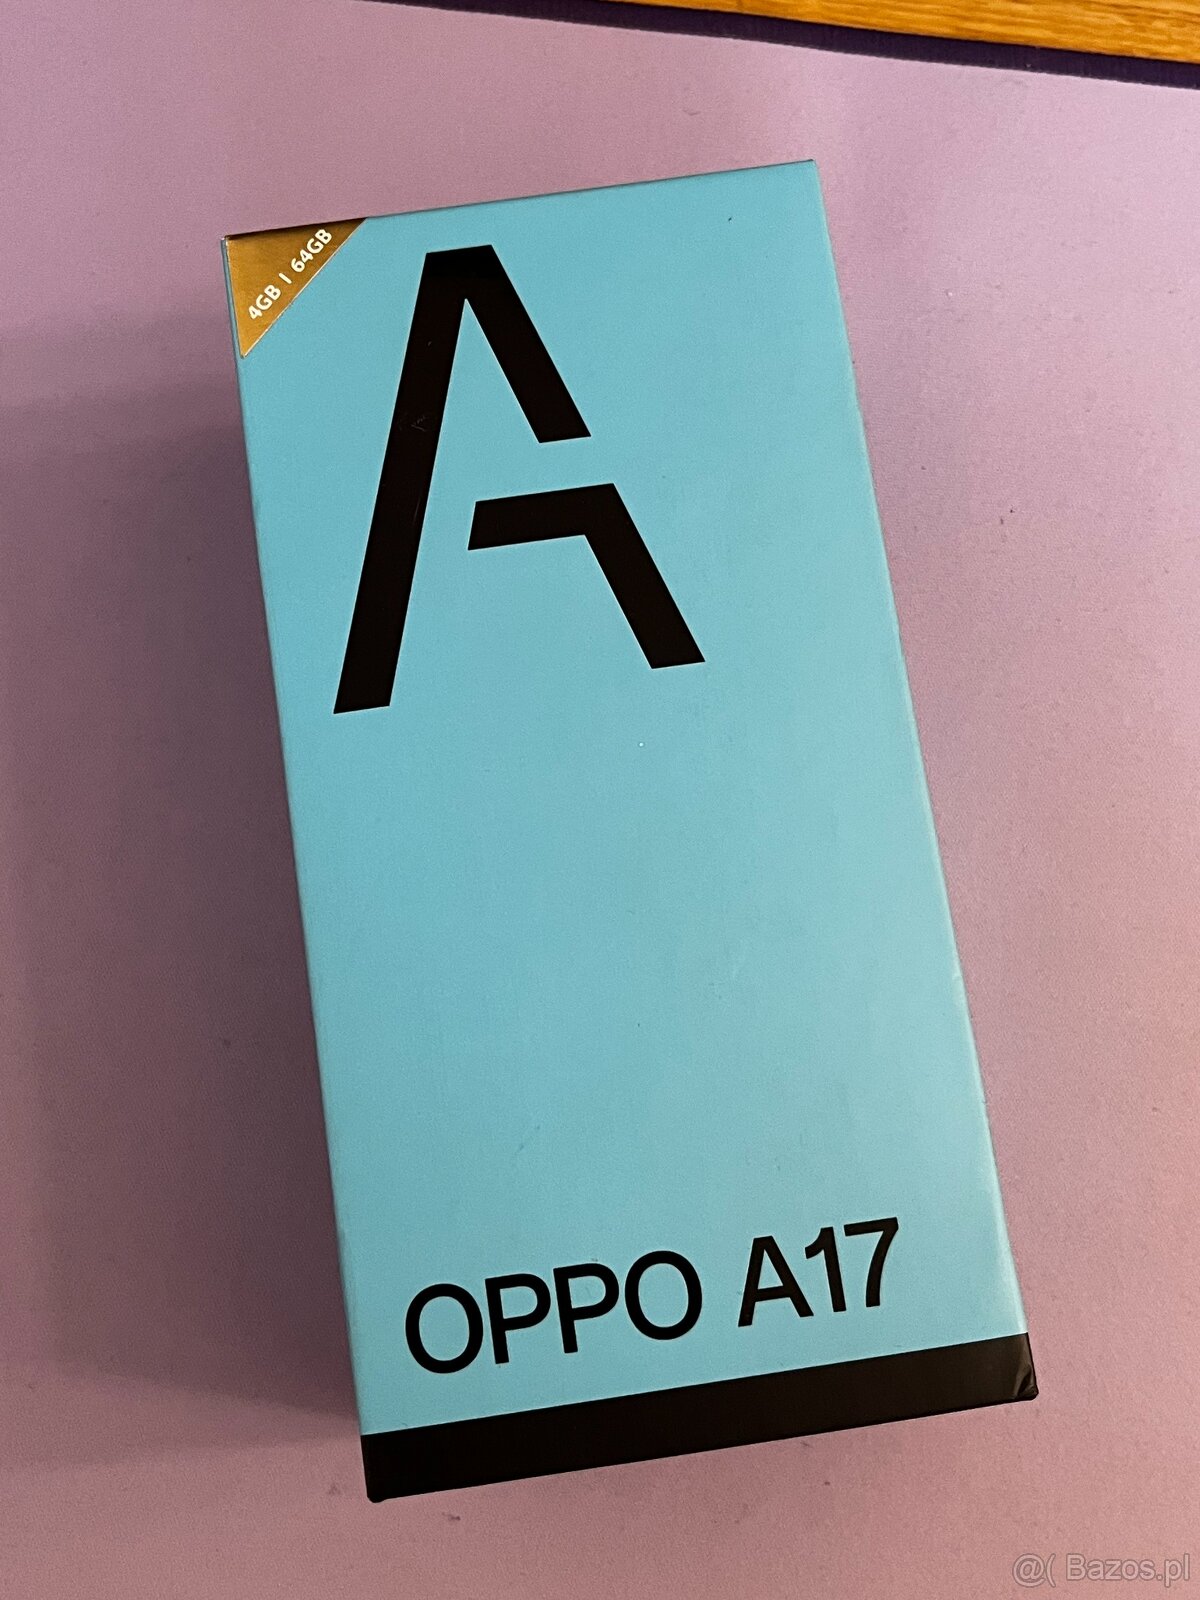 4GB | 64GB
A
OPPO A17
@( Bazos.pl